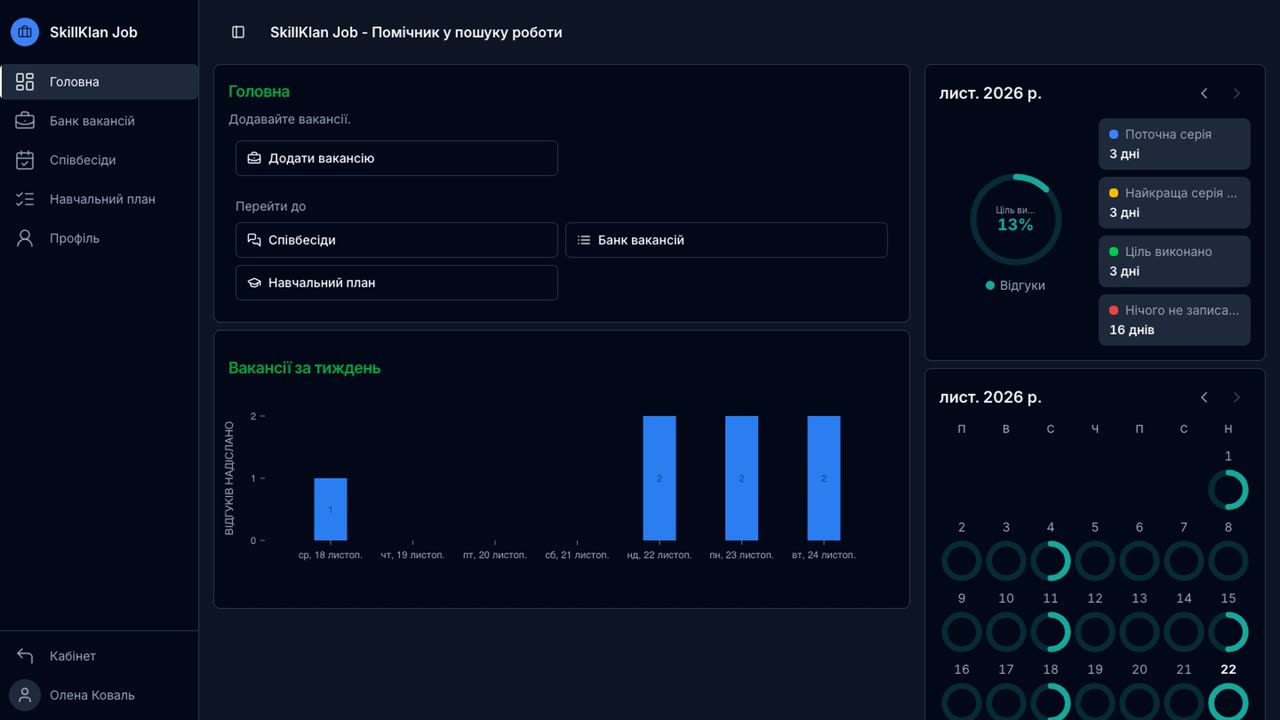 SkillKlan Job
Головна
Банк вакансій
Співбесіди
Навчальний план
Профіль
Кабінет
Олена Коваль
SkillKlan Job - Помічник у пошуку роботи
Головна
Додавайте вакансії.
Додати вакансію
Перейти до
Співбесіди
Банк вакансій
Навчальний план
Вакансії за тиждень
ВІДГУКІВ НАДІСЛАНО
2
1
0
1
2
2
2
ср, 18 листоп.
чт, 19 листоп.
пт, 20 листоп.
сб, 21 листоп.
нд, 22 листоп.
пн, 23 листоп.
вт, 24 листоп.
лист. 2026 р.
Ціль ви...
13%
Відгуки
Поточна серія
3 дні
Найкраща серія ...
3 дні
Ціль виконано
3 дні
Нічого не записа...
16 днів
лист. 2026 р.
П В С Ч П С Н
1
2 3 4 5 6 7 8
9 10 11 12 13 14 15
16 17 18 19 20 21 22